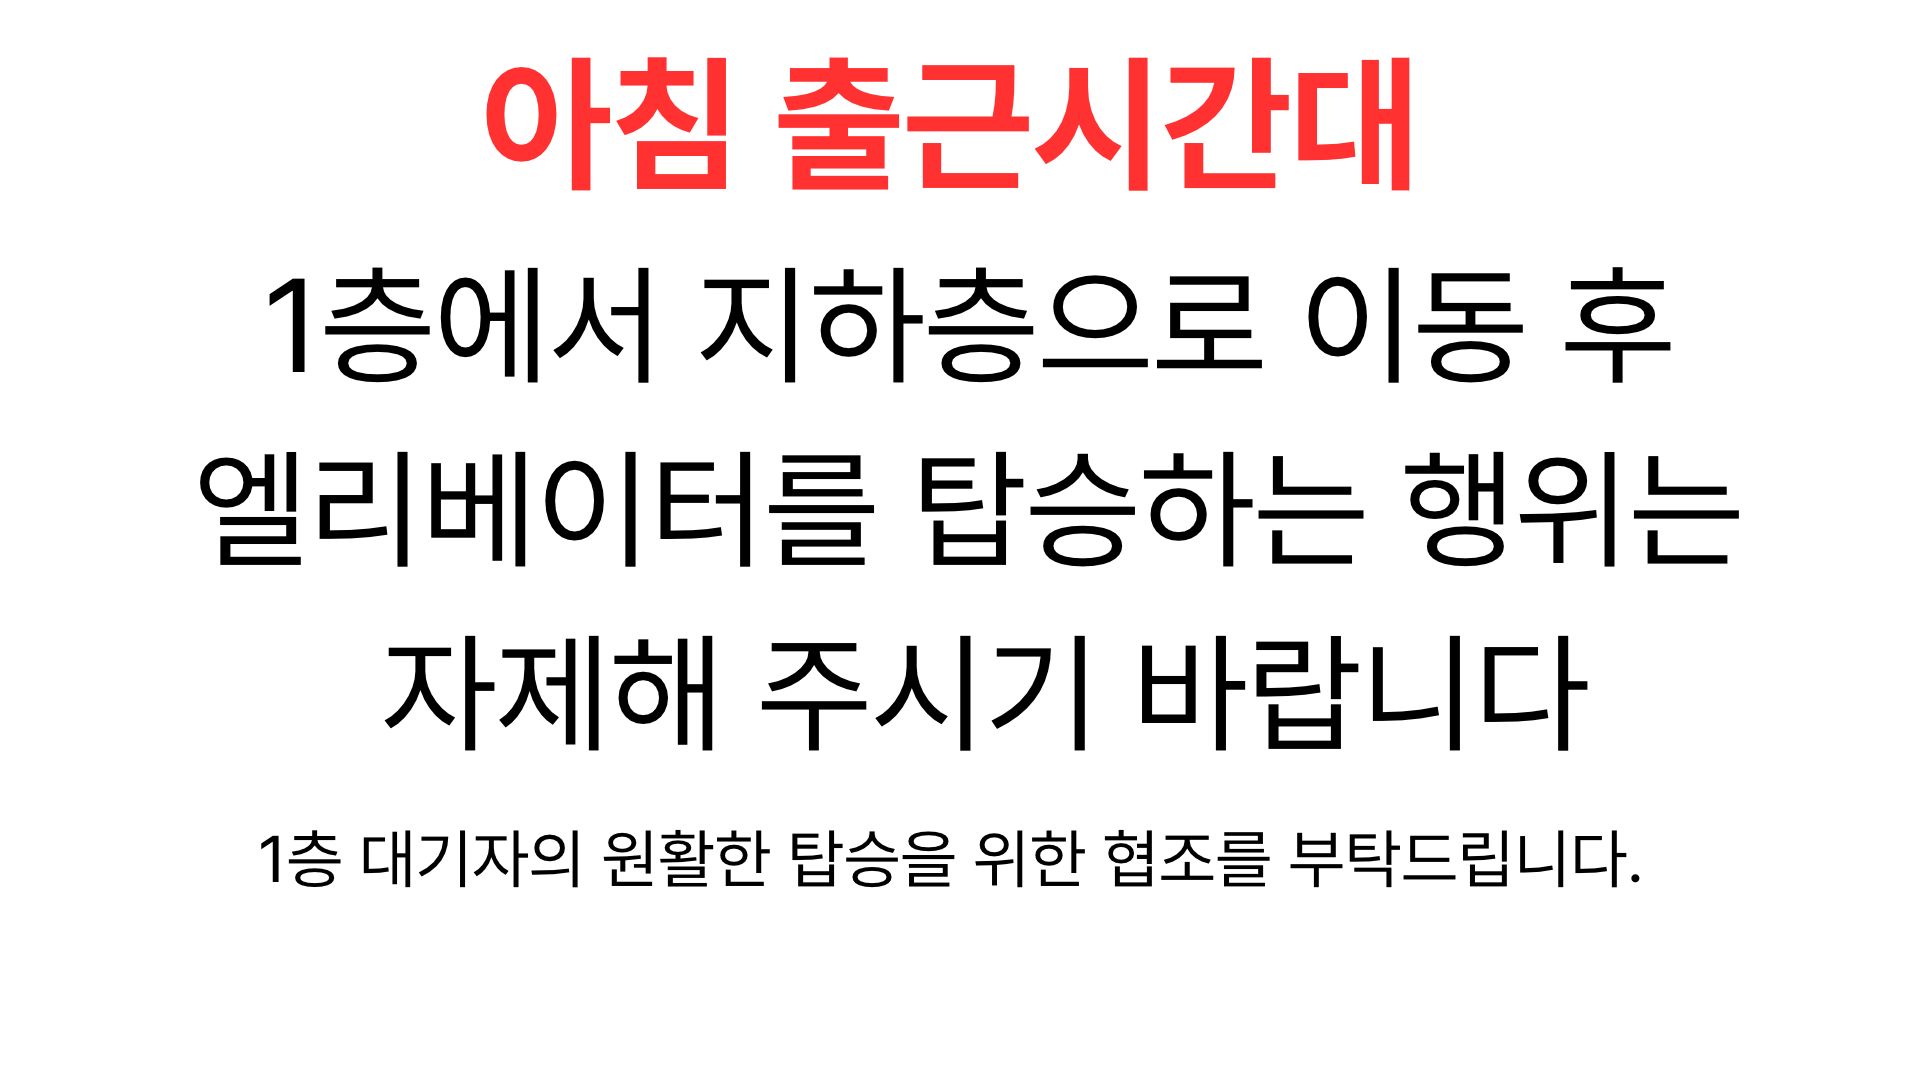 아침 출근시간대
1층에서 지하층으로 이동 후
엘리베이터를 탑승하는 행위는
자제해 주시기 바랍니다
1층 대기자의 원활한 탑승을 위한 협조를 부탁드립니다.